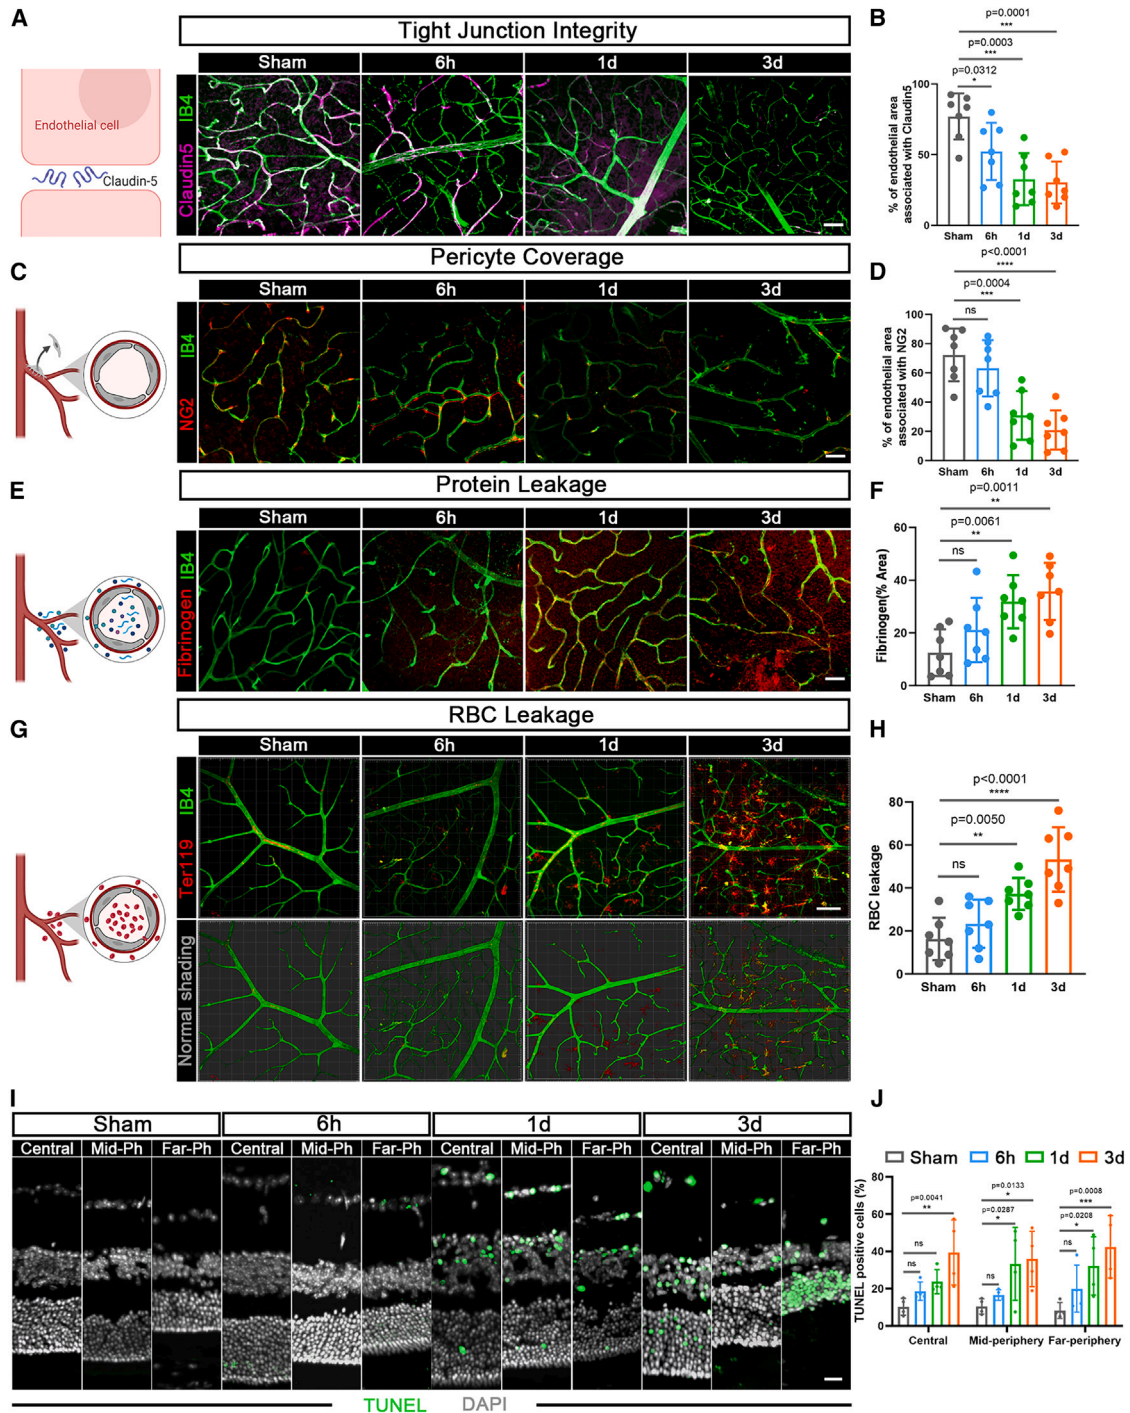 A
Tight Junction Integrity
Sham 6h 1d 3d
Claudin5 IB4
Endothelial cell
Claudin-5
B
p=0.0001
***
p=0.0003
***
p=0.0312
*
% of endothelial area
associated with Claudin5
100
50
0
Sham 6h 1d 3d
C
Pericyte Coverage
Sham 6h 1d 3d
NG2 IB4
D
p<0.0001
****
p=0.0004
***
ns
% of endothelial area
associated with NG2
100
80
60
40
20
0
Sham 6h 1d 3d
E
Protein Leakage
Sham 6h 1d 3d
Fibrinogen IB4
F
p=0.0011
**
p=0.0061
**
ns
Fibrinogen(% Area)
60
40
20
0
Sham 6h 1d 3d
G
RBC Leakage
Sham 6h 1d 3d
Ter119 IB4
Normal shading
H
p<0.0001
****
p=0.0050
**
ns
RBC leakage
80
60
40
20
0
Sham 6h 1d 3d
I
Sham 6h 1d 3d
Central Mid-Ph Far-Ph Central Mid-Ph Far-Ph Central Mid-Ph Far-Ph Central Mid-Ph Far-Ph
TUNEL DAPI
J
Sham 6h 1d 3d
TUNEL positive cells (%)
80
60
40
20
0
p=0.0041
**
ns
ns
p=0.0133
*
p=0.0287
*
ns
p=0.0008
***
p=0.0208
*
ns
Central Mid-periphery Far-periphery